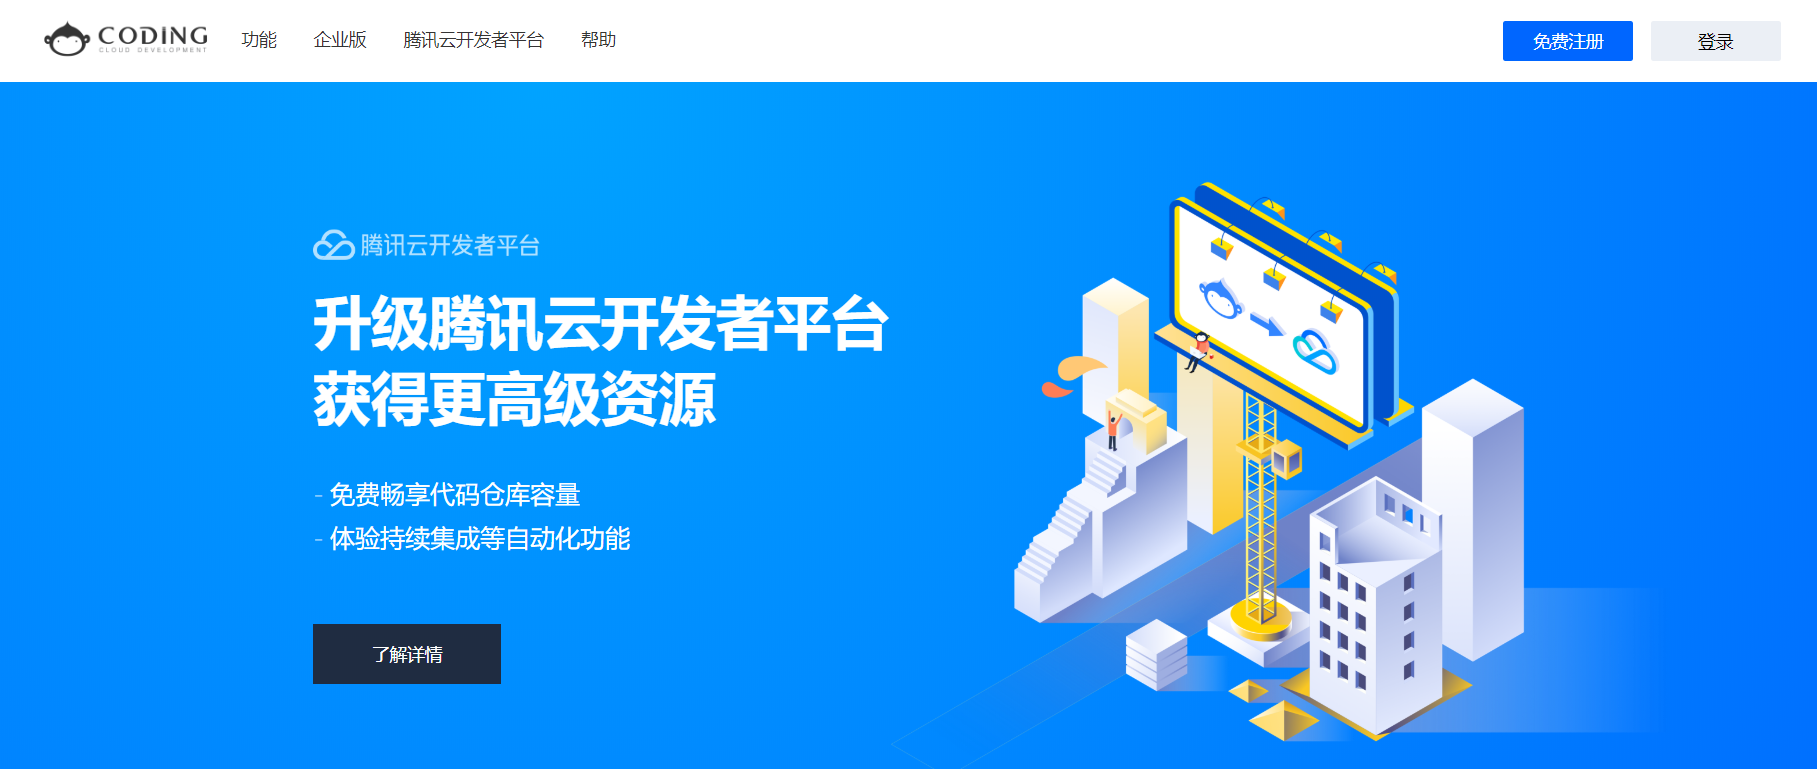 CODING
CLOUD DEVELOPMENT
功能 企业版 腾讯云开发者平台 帮助
免费注册 登录
腾讯云开发者平台
升级腾讯云开发者平台
获得更高级资源
- 免费畅享代码仓库容量
- 体验持续集成等自动化功能
了解详情